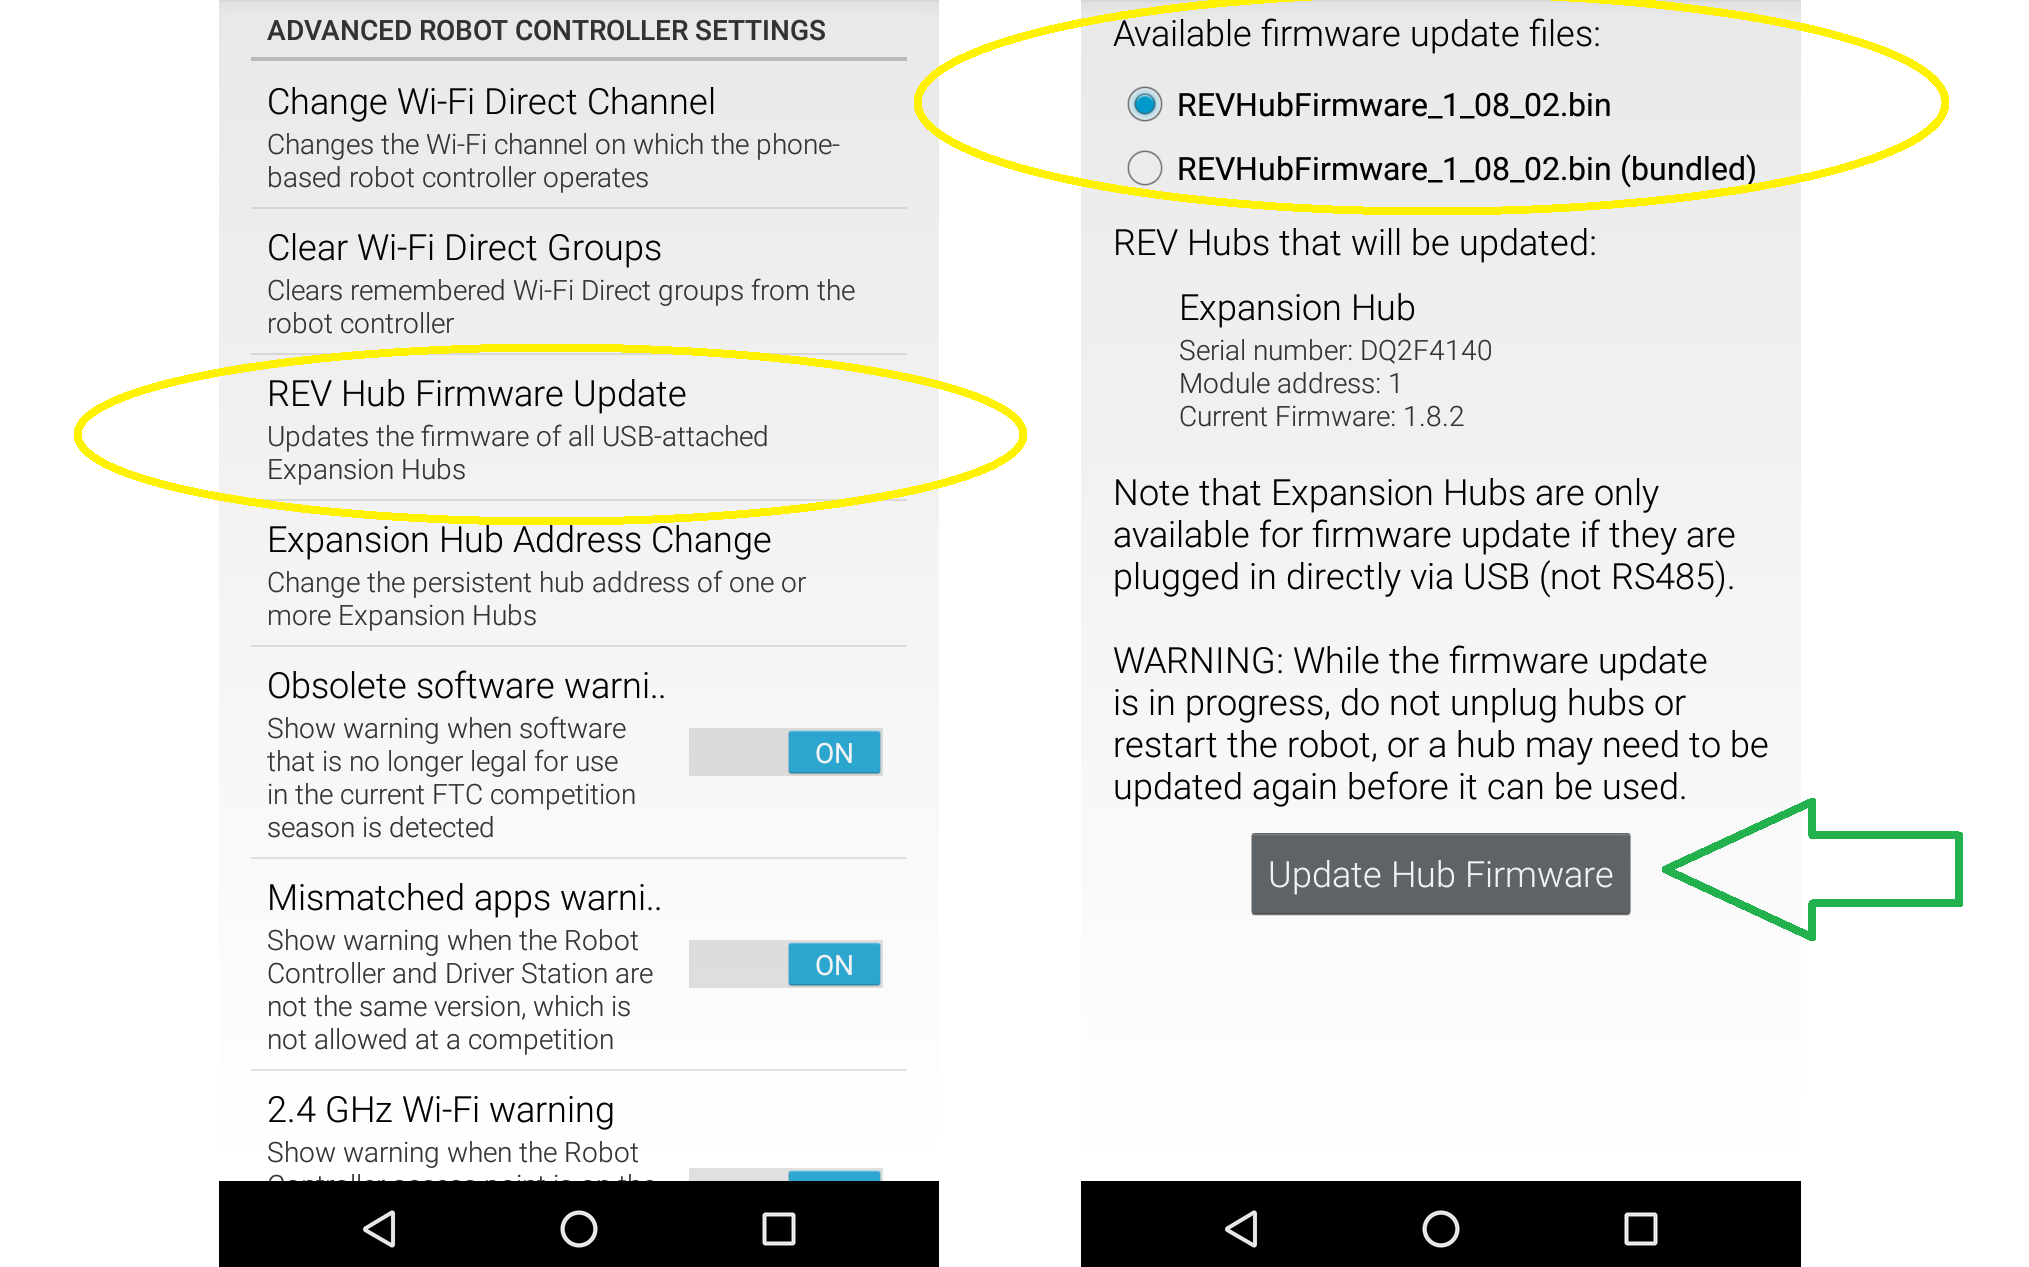 ADVANCED ROBOT CONTROLLER SETTINGS
Change Wi-Fi Direct Channel
Changes the Wi-Fi channel on which the phone-
based robot controller operates
Clear Wi-Fi Direct Groups
Clears remembered Wi-Fi Direct groups from the
robot controller
REV Hub Firmware Update
Updates the firmware of all USB-attached
Expansion Hubs
Expansion Hub Address Change
Change the persistent hub address of one or
more Expansion Hubs
Obsolete software warni..
Show warning when software
that is no longer legal for use
in the current FTC competition
season is detected
ON
Mismatched apps warni..
Show warning when the Robot
Controller and Driver Station are
not the same version, which is
not allowed at a competition
ON
2.4 GHz Wi-Fi warning
Show warning when the Robot
Controller access point is on the
Available firmware update files:
REVHubFirmware_1_08_02.bin
REVHubFirmware_1_08_02.bin (bundled)
REV Hubs that will be updated:
Expansion Hub
Serial number: DQ2F4140
Module address: 1
Current Firmware: 1.8.2
Note that Expansion Hubs are only
available for firmware update if they are
plugged in directly via USB (not RS485).
WARNING: While the firmware update
is in progress, do not unplug hubs or
restart the robot, or a hub may need to be
updated again before it can be used.
Update Hub Firmware